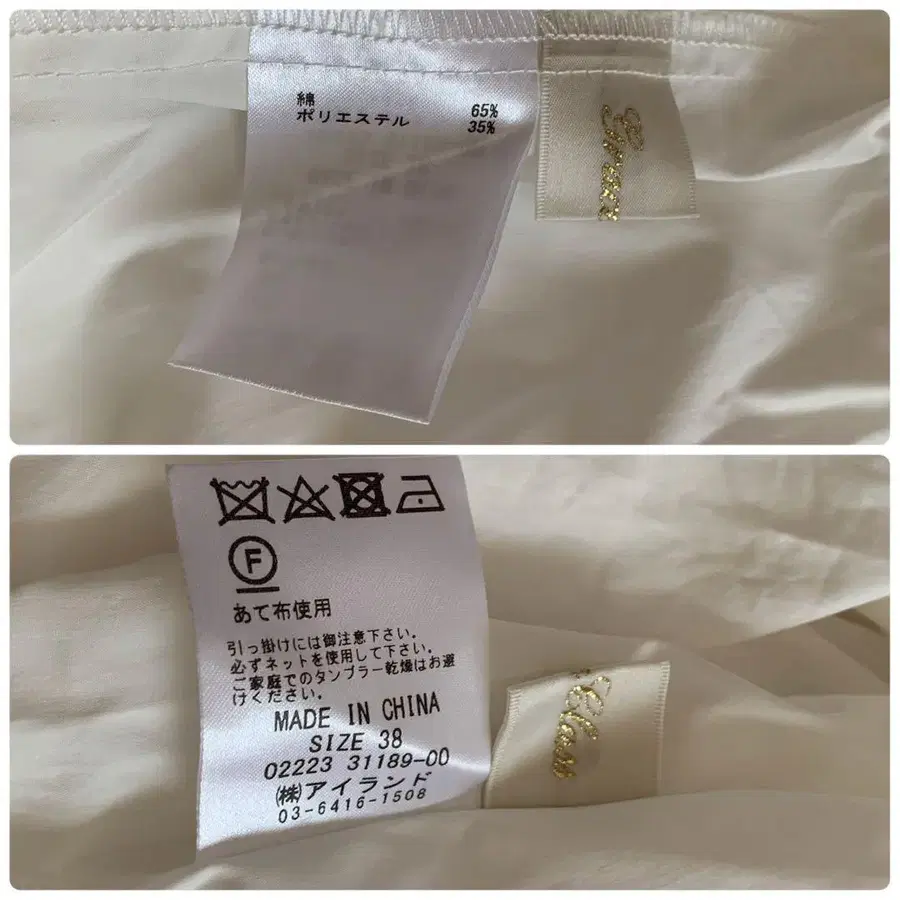 綿 65%
ポリエステル 35%
F
あて布使用
引っ掛けには御注意下さい。
必ずネットを使用して下さい。
ご家庭でのタンブラー乾燥はお避
けください。
MADE IN CHINA
SIZE 38
02223 31189-00
(株)アイランド
03-6416-1508
Class